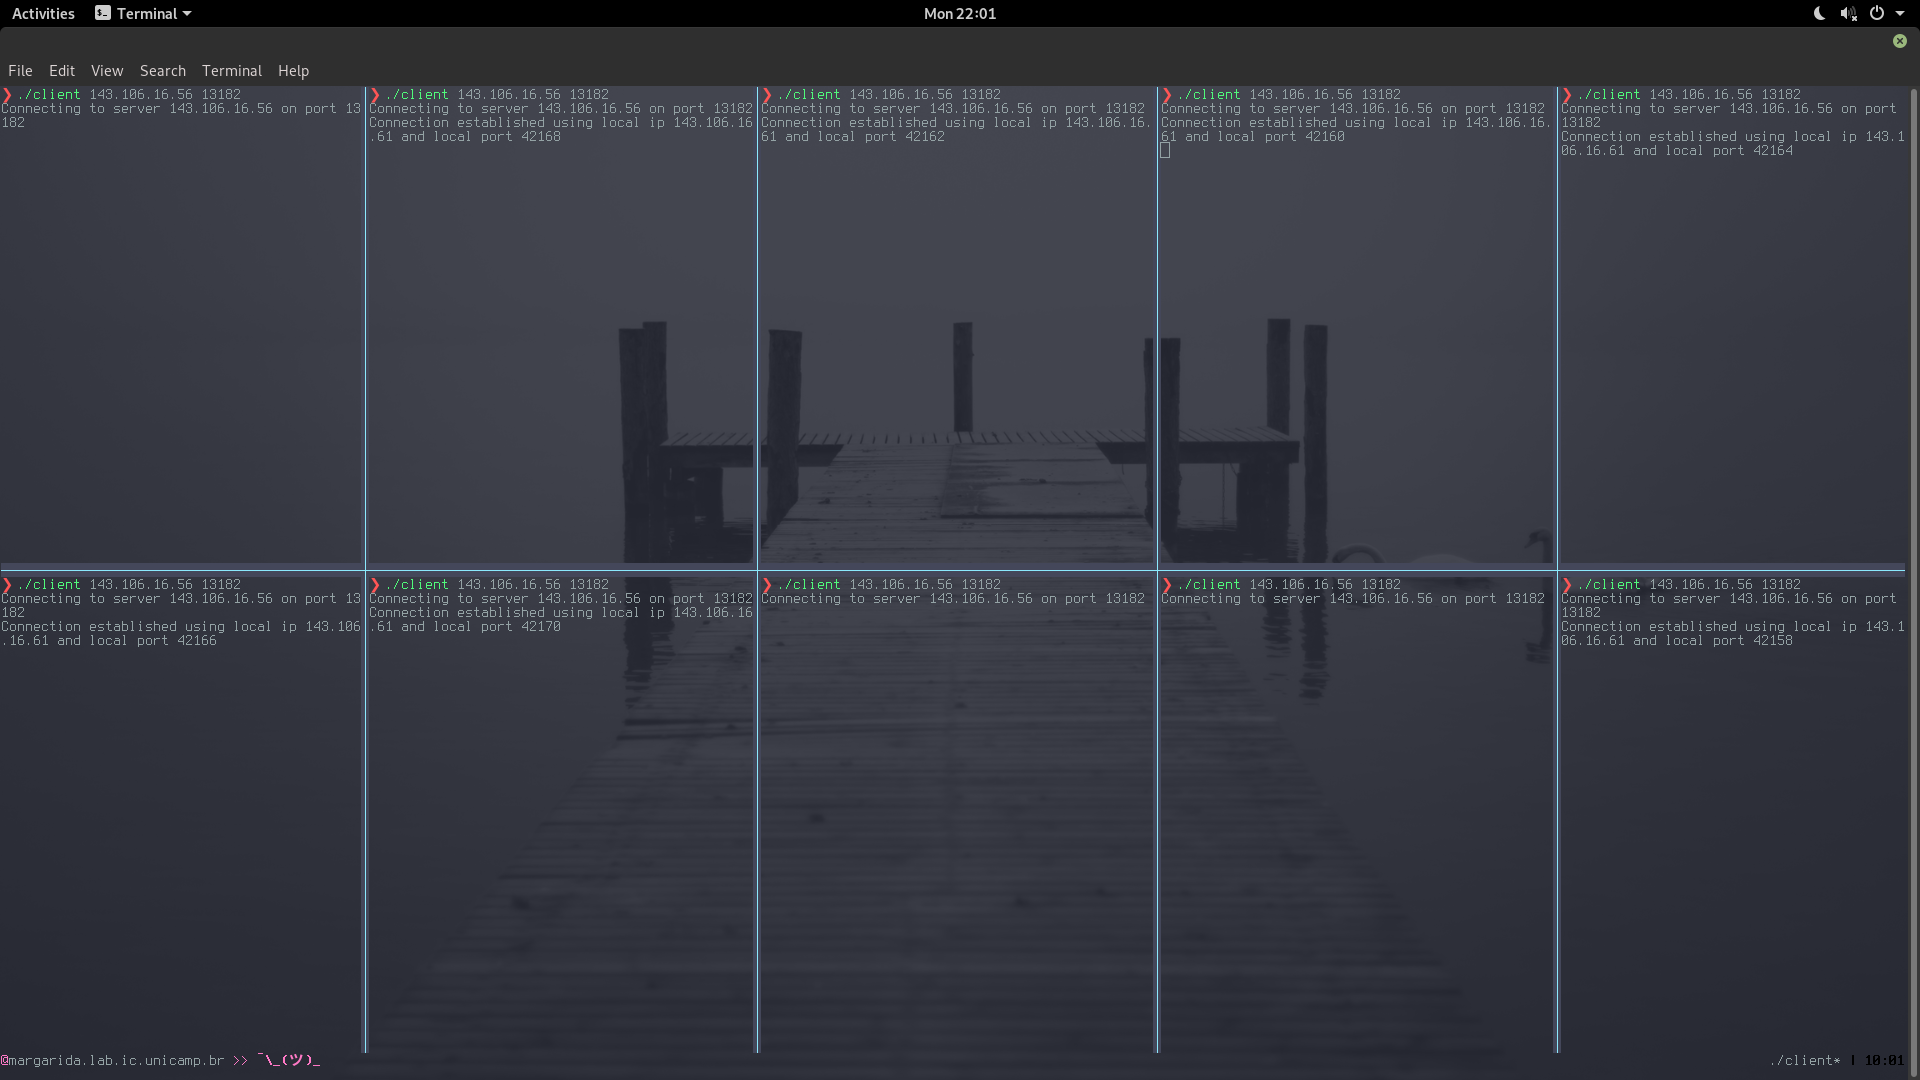 Activities Terminal Mon 22:01
File Edit View Search Terminal Help
❯ ./client 143.106.16.56 13182
Connecting to server 143.106.16.56 on port 13
182
❯ ./client 143.106.16.56 13182
Connecting to server 143.106.16.56 on port 13182
Connection established using local ip 143.106.16
.61 and local port 42168
❯ ./client 143.106.16.56 13182
Connecting to server 143.106.16.56 on port 13182
Connection established using local ip 143.106.16.
61 and local port 42162
❯ ./client 143.106.16.56 13182
Connecting to server 143.106.16.56 on port 13182
Connection established using local ip 143.106.16.
61 and local port 42160
❯ ./client 143.106.16.56 13182
Connecting to server 143.106.16.56 on port
13182
Connection established using local ip 143.1
06.16.61 and local port 42164
❯ ./client 143.106.16.56 13182
Connecting to server 143.106.16.56 on port 13
182
Connection established using local ip 143.106
.16.61 and local port 42166
❯ ./client 143.106.16.56 13182
Connecting to server 143.106.16.56 on port 13182
Connection established using local ip 143.106.16
.61 and local port 42170
❯ ./client 143.106.16.56 13182
Connecting to server 143.106.16.56 on port 13182
❯ ./client 143.106.16.56 13182
Connecting to server 143.106.16.56 on port 13182
❯ ./client 143.106.16.56 13182
Connecting to server 143.106.16.56 on port
13182
Connection established using local ip 143.1
06.16.61 and local port 42158
@margarida.lab.ic.unicamp.br >> ¯\_(ツ)_ ./client* | 10:01